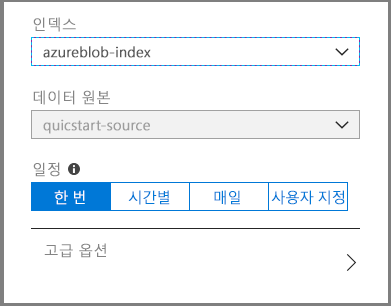 인덱스
azureblob-index
데이터 원본
quicstart-source
일정
한 번 시간별 매일 사용자 지정
고급 옵션